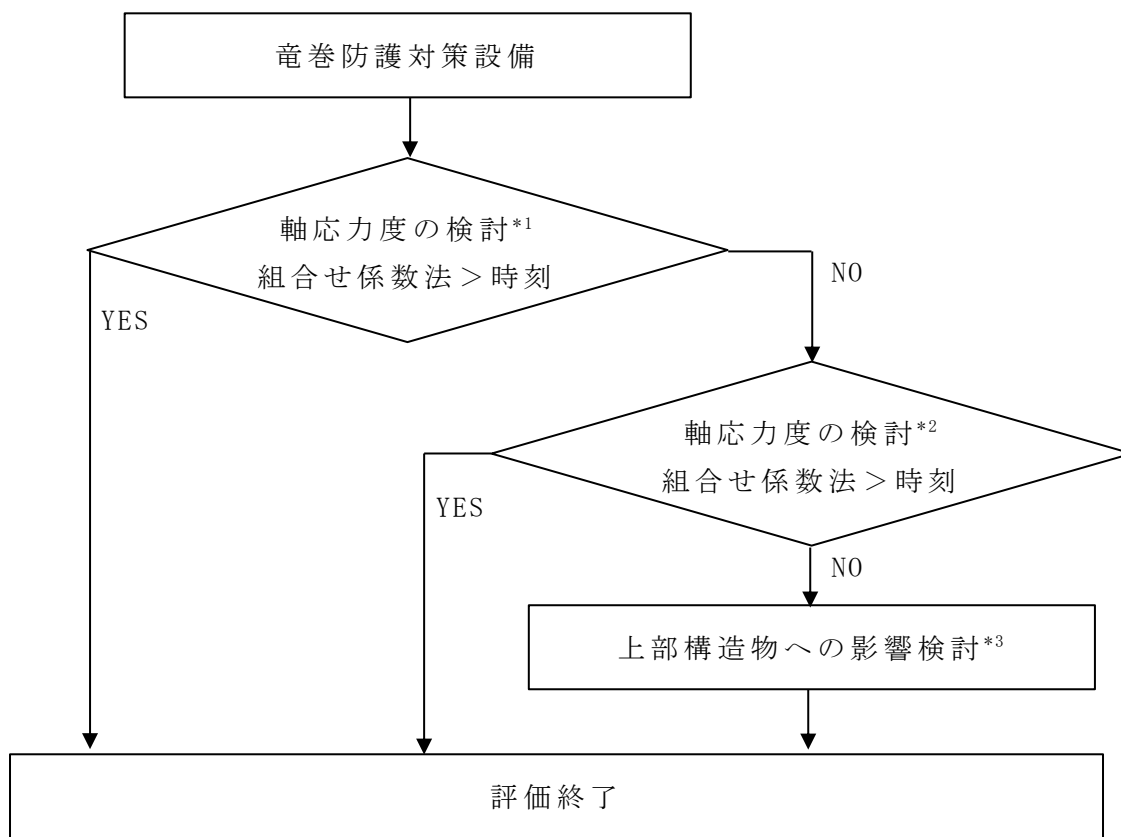 竜巻防護対策設備
軸応力度の検討*1
組合せ係数法＞時刻
NO
YES
軸応力度の検討*2
組合せ係数法＞時刻
YES
NO
上部構造物への影響検討*3
評価終了